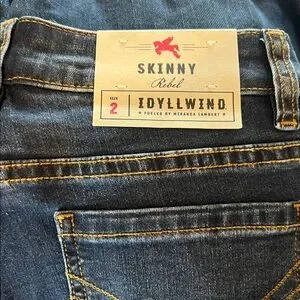 SKINNY
Rebel
SIZE
2
IDYLLWIND
FUELED BY MIRANDA LAMBERT